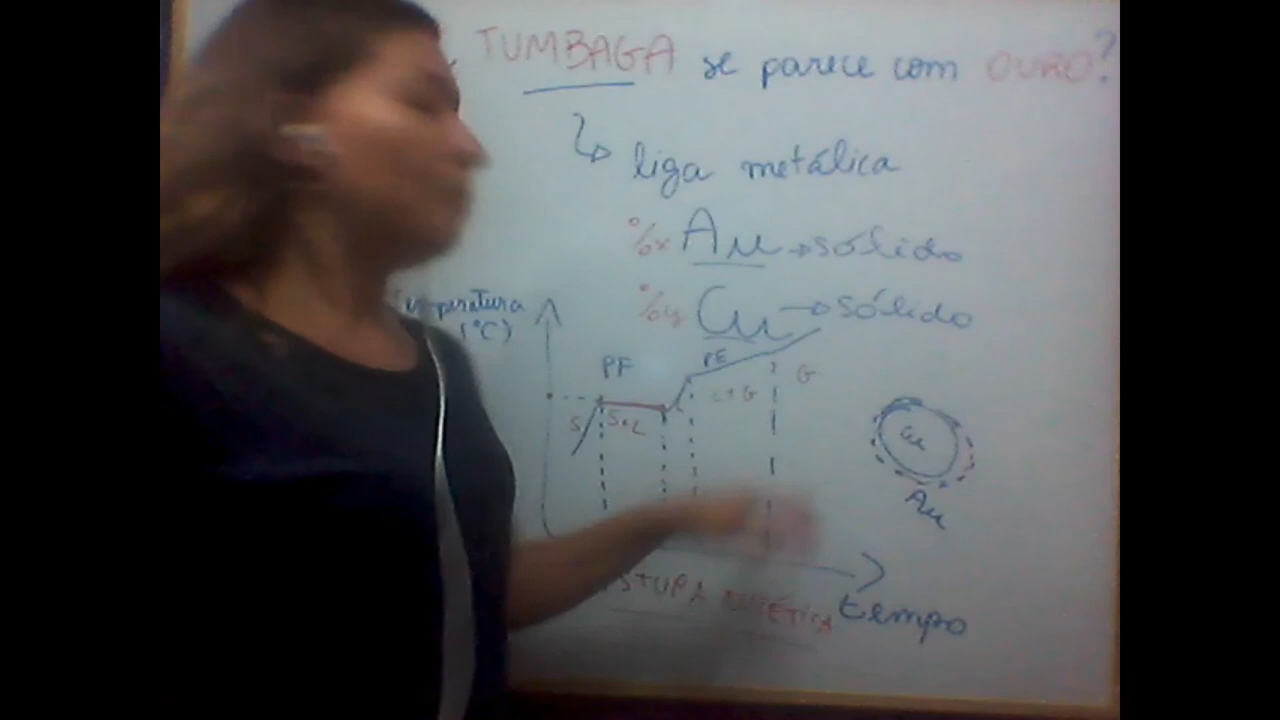 TUMBAGA se parece com OURO?
liga metálica
%x Au → sólido
%y Cu → sólido
Temperatura
(°C)
PF
PE
G
S
S+L
Cu
Au
tempo